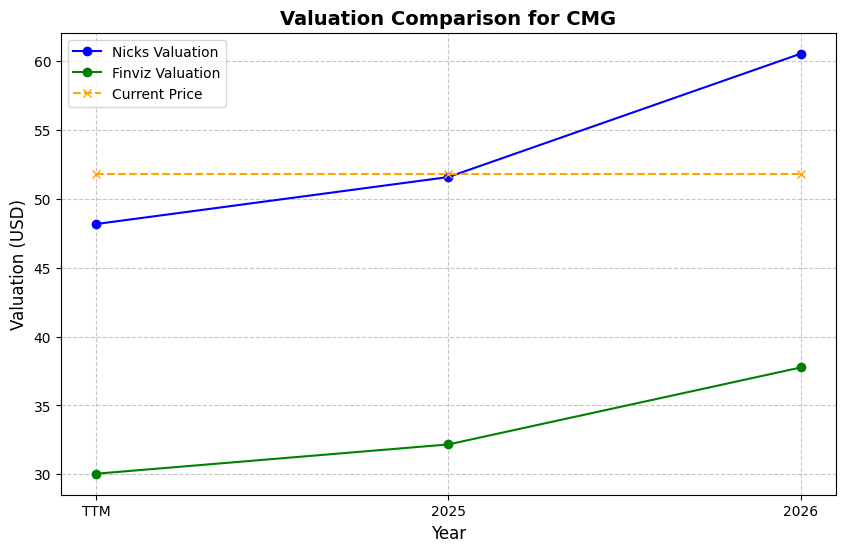 Valuation Comparison for CMG
Nicks Valuation
Finviz Valuation
Current Price
Valuation (USD)
60
55
50
45
40
35
30
TTM
2025
2026
Year